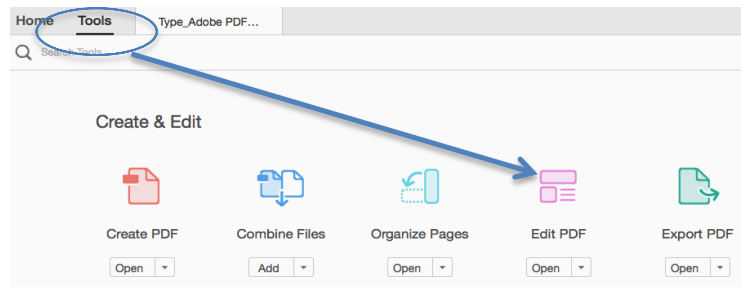 Home Tools Type_Adobe PDF...
Search Tools
Create & Edit
Create PDF Combine Files Organize Pages Edit PDF Export PDF
Open Add Open Open Open